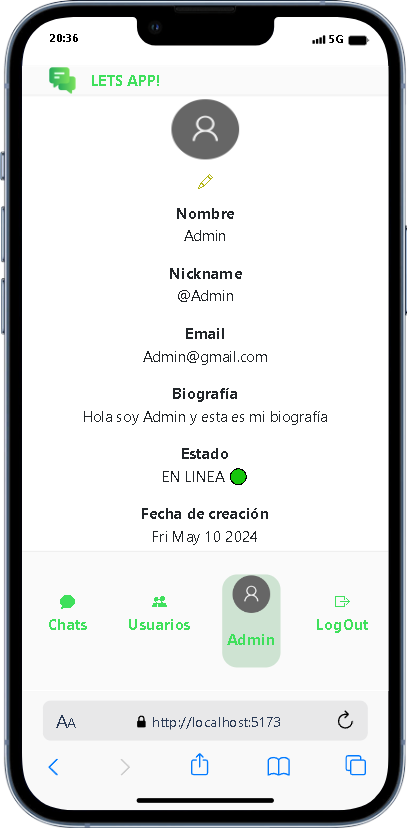 20:36
5G
LETS APP!
Nombre
Admin
Nickname
@Admin
Email
Admin@gmail.com
Biografía
Hola soy Admin y esta es mi biografía
Estado
EN LINEA
Fecha de creación
Fri May 10 2024
Chats
Usuarios
Admin
LogOut
AA
http://localhost:5173